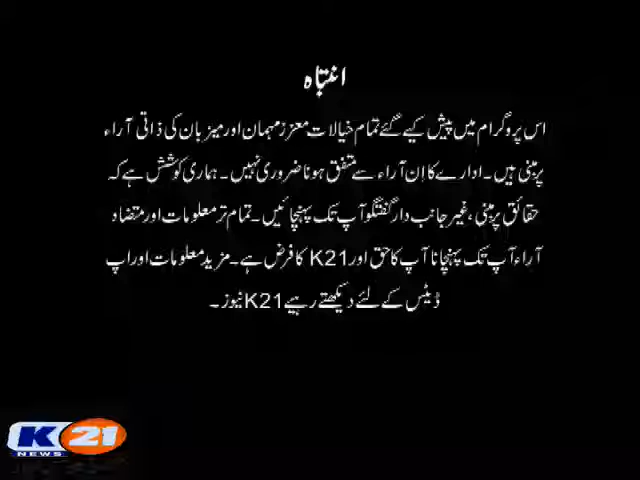 انتباہ
اس پروگرام میں پیش کیے گئے تمام خیالات معزز مہمان اور میزبان کی ذاتی آراء
پر مبنی ہیں۔ ادارے کا اِن آراء سے متفق ہونا ضروری نہیں۔ ہماری کوشش ہے کہ
حقائق پر مبنی، غیر جانب دار گفتگو آپ تک پہنچائیں۔ تمام تر معلومات اور متضاد
آراء آپ تک پہنچانا آپ کا حق اور K21 کا فرض ہے۔ مزید معلومات اور اپ
ڈیٹس کے لئے دیکھتے رہیے K21 نیوز۔
K21
NEWS